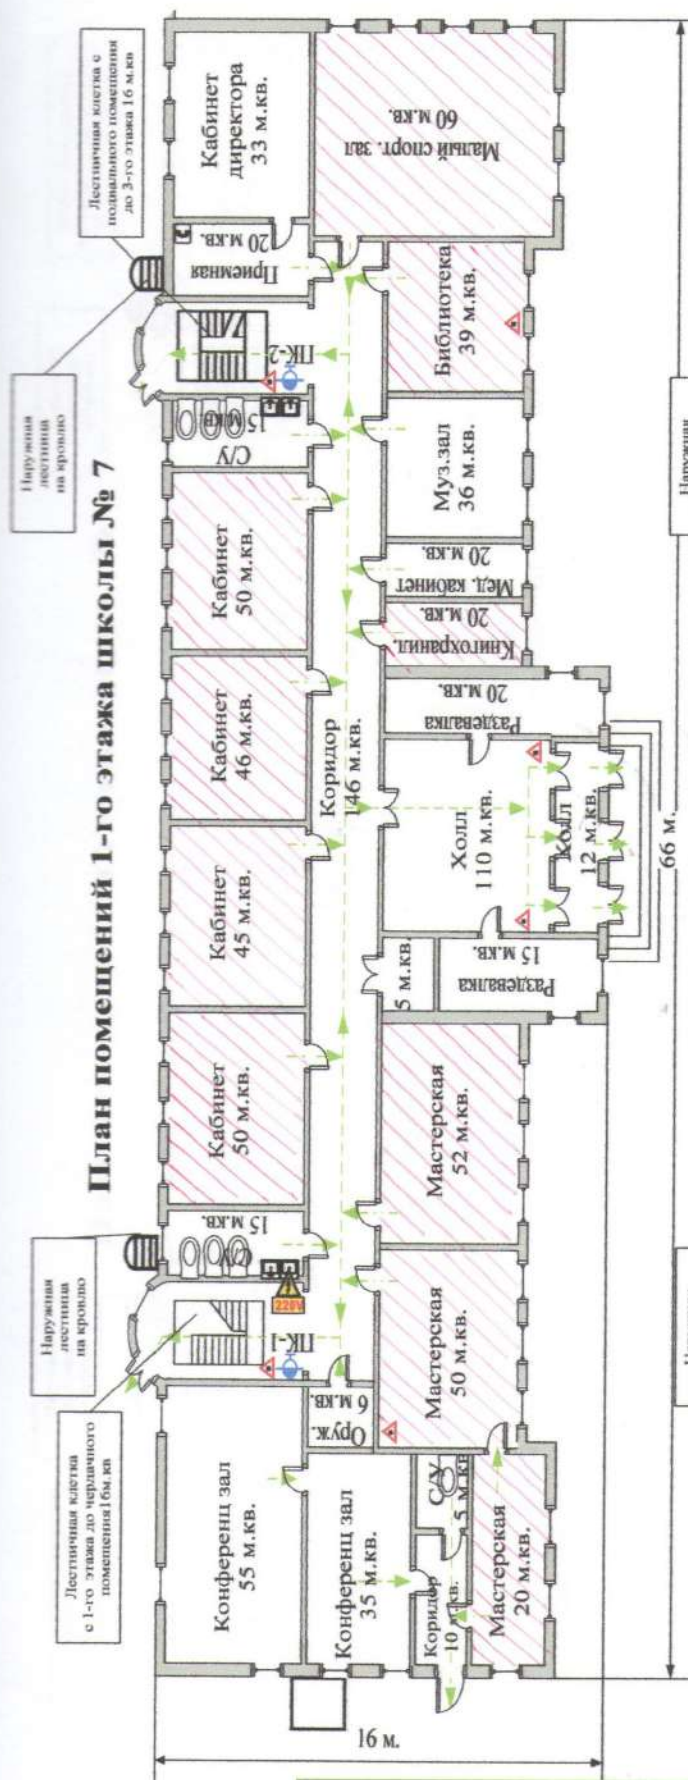 План помещений 1-го этажа школы № 7
Лестничная клетка
с 1-го этажа до чердачного
помещения16м.кв
Наружная
лестница
на кровлю
Наружная
лестница
на кровлю
Лестничная клетка с
подвального помещения
до 3-го этажа 16 м.кв
Конференц зал
55 м.кв.
ПК-1
220V
С/У
15 м.кв.
Кабинет
50 м.кв.
Кабинет
45 м.кв.
Кабинет
46 м.кв.
Кабинет
50 м.кв.
С/У
15 м.кв.
ПК-2
Приемная
20 м.кв.
Кабинет
директора
33 м.кв.
Оруж.
6 м.кв.
Коридор
146 м.кв.
Конференц зал
35 м.кв.
Коридор
10 м.кв.
С/У
5 м.кв
Мастерская
20 м.кв.
Мастерская
50 м.кв.
Мастерская
52 м.кв.
5 м.кв.
Раздевалка
15 м.кв.
Холл
110 м.кв.
Холл
12 м.кв.
Раздевалка
20 м.кв.
Книгохранил.
20 м.кв.
Мед. кабинет
20 м.кв.
Муз.зал
36 м.кв.
Библиотека
39 м.кв.
Малый спорт. зал
60 м.кв.
16 м.
66 м.
Наружная